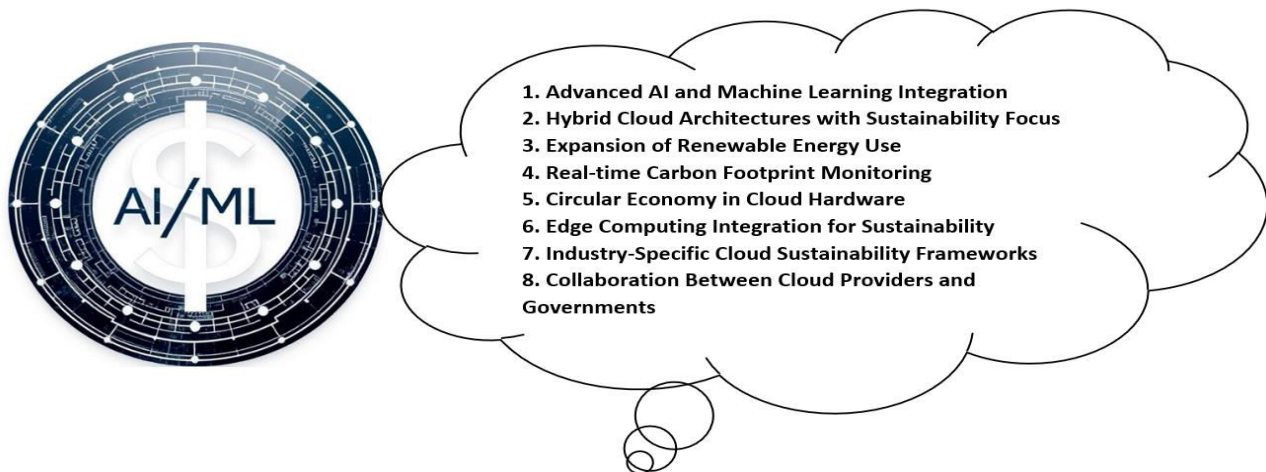 AI/ML
1. Advanced AI and Machine Learning Integration
2. Hybrid Cloud Architectures with Sustainability Focus
3. Expansion of Renewable Energy Use
4. Real-time Carbon Footprint Monitoring
5. Circular Economy in Cloud Hardware
6. Edge Computing Integration for Sustainability
7. Industry-Specific Cloud Sustainability Frameworks
8. Collaboration Between Cloud Providers and
Governments